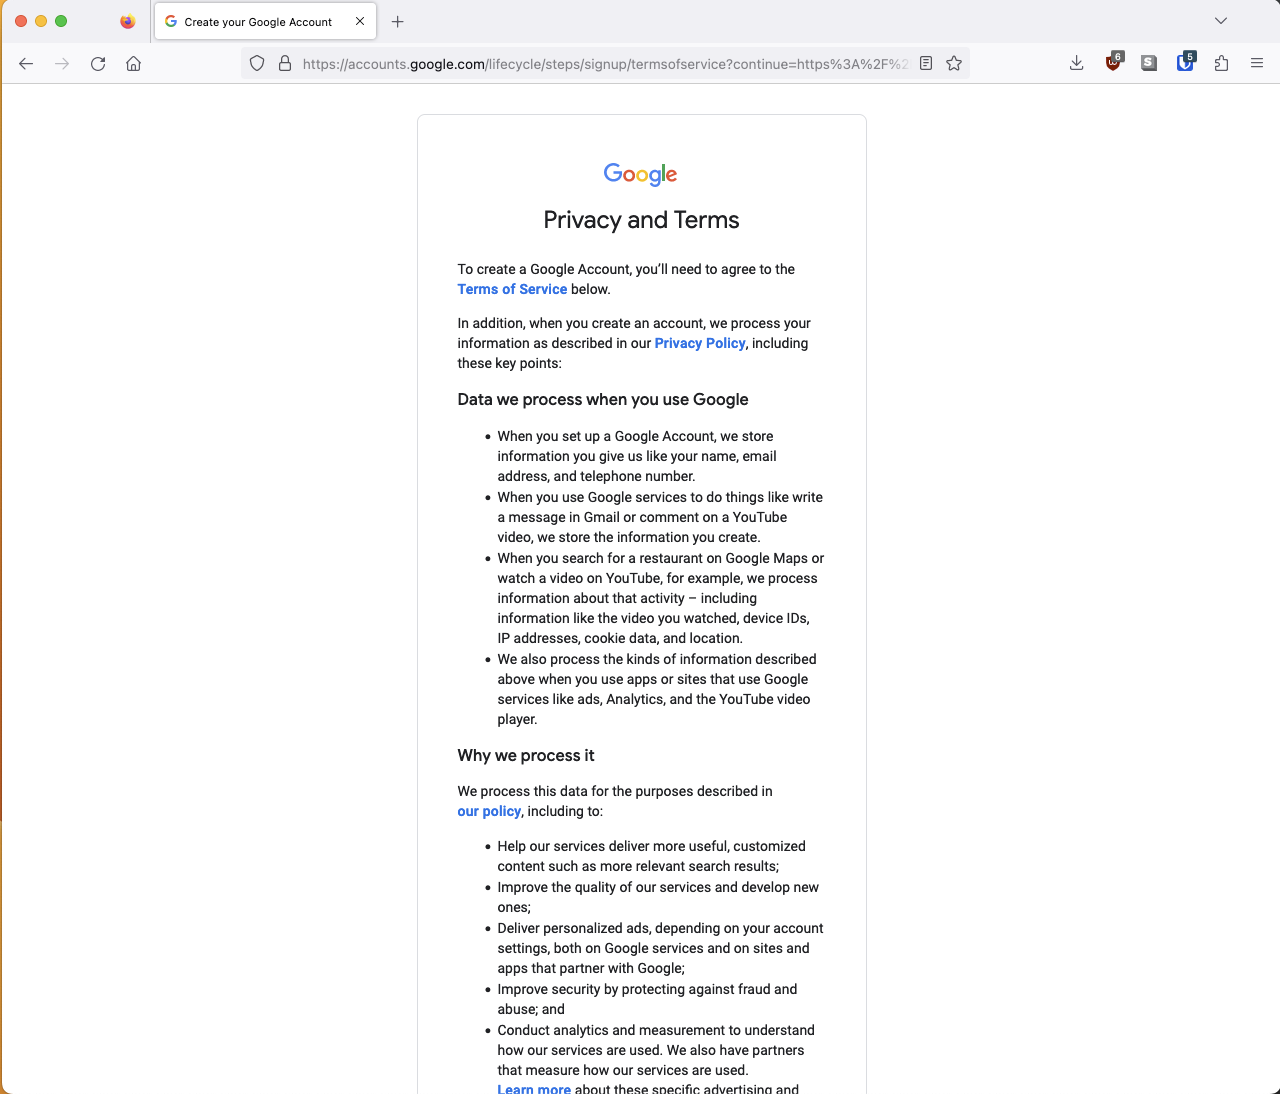 Create your Google Account
https://accounts.google.com/lifecycle/steps/signup/termsofservice?continue=https%3A%2F%2
6
S
5
Google
Privacy and Terms
To create a Google Account, you’ll need to agree to the
Terms of Service below.
In addition, when you create an account, we process your
information as described in our Privacy Policy, including
these key points:
Data we process when you use Google
• When you set up a Google Account, we store
information you give us like your name, email
address, and telephone number.
• When you use Google services to do things like write
a message in Gmail or comment on a YouTube
video, we store the information you create.
• When you search for a restaurant on Google Maps or
watch a video on YouTube, for example, we process
information about that activity – including
information like the video you watched, device IDs,
IP addresses, cookie data, and location.
• We also process the kinds of information described
above when you use apps or sites that use Google
services like ads, Analytics, and the YouTube video
player.
Why we process it
We process this data for the purposes described in
our policy, including to:
• Help our services deliver more useful, customized
content such as more relevant search results;
• Improve the quality of our services and develop new
ones;
• Deliver personalized ads, depending on your account
settings, both on Google services and on sites and
apps that partner with Google;
• Improve security by protecting against fraud and
abuse; and
• Conduct analytics and measurement to understand
how our services are used. We also have partners
that measure how our services are used.
Learn more about these specific advertising and